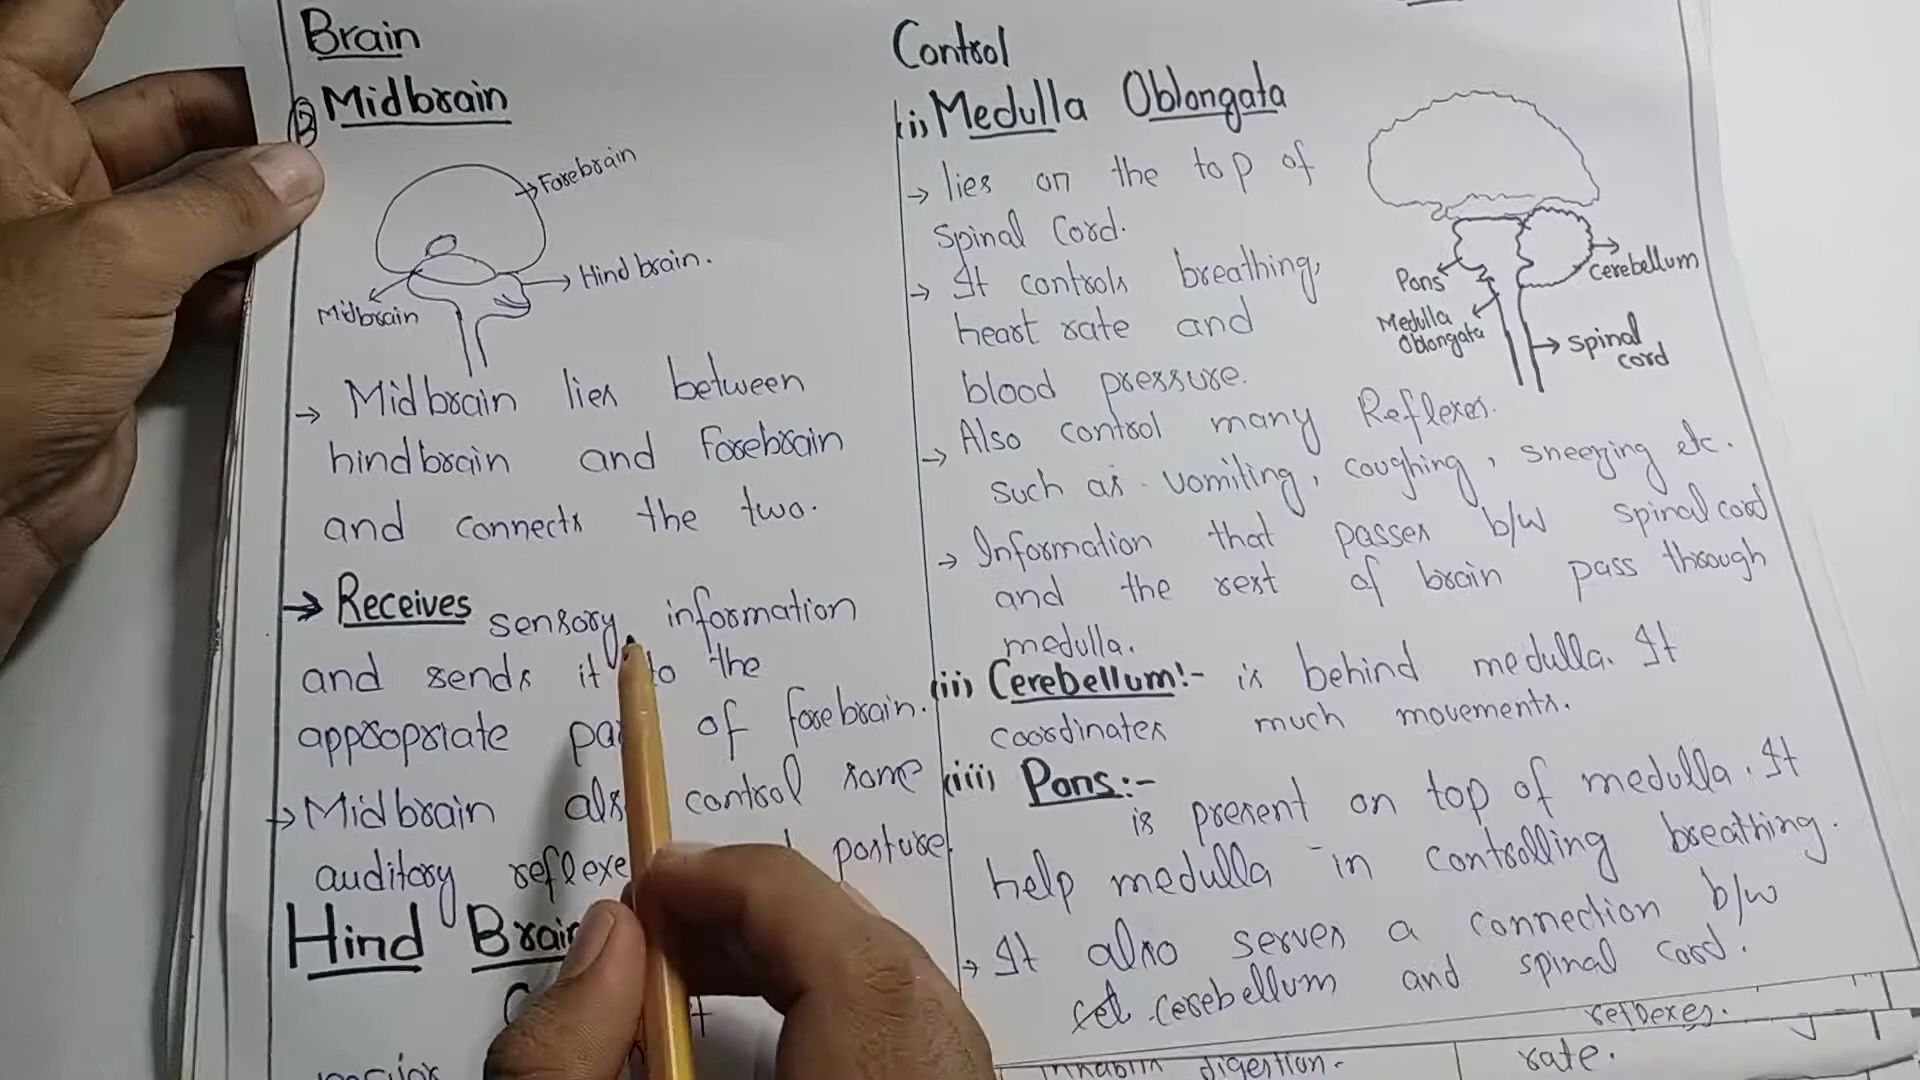 Brain
② Midbrain
→ Forebrain
→ Hind brain.
Midbrain
→ Midbrain lies between
hindbrain and Forebrain
and connects the two.
→ Receives sensory information
and sends it to the
appropriate of forebrain.
→ Midbrain control some
auditory posture.
Hind Brain
Control
(i) Medulla Oblongata
→ lies on the top of
Spinal Cord.
→ It controls breathing,
heart rate and
blood pressure.
→ Also control many Reflexes.
such as vomiting, coughing, sneezing etc.
→ Information that passes b/w spinal cord
and the rest of brain pass through
medulla.
Cerebellum
Pons
Medulla
Oblongata
→ Spinal
cord
(ii) Cerebellum:- is behind medulla. It
coordinates much movements.
(iii) Pons:-
is present on top of medulla. It
help medulla in controlling breathing.
→ It also serves a connection b/w
cerebellum and spinal cord.
reflexes.
digestion.
rate.